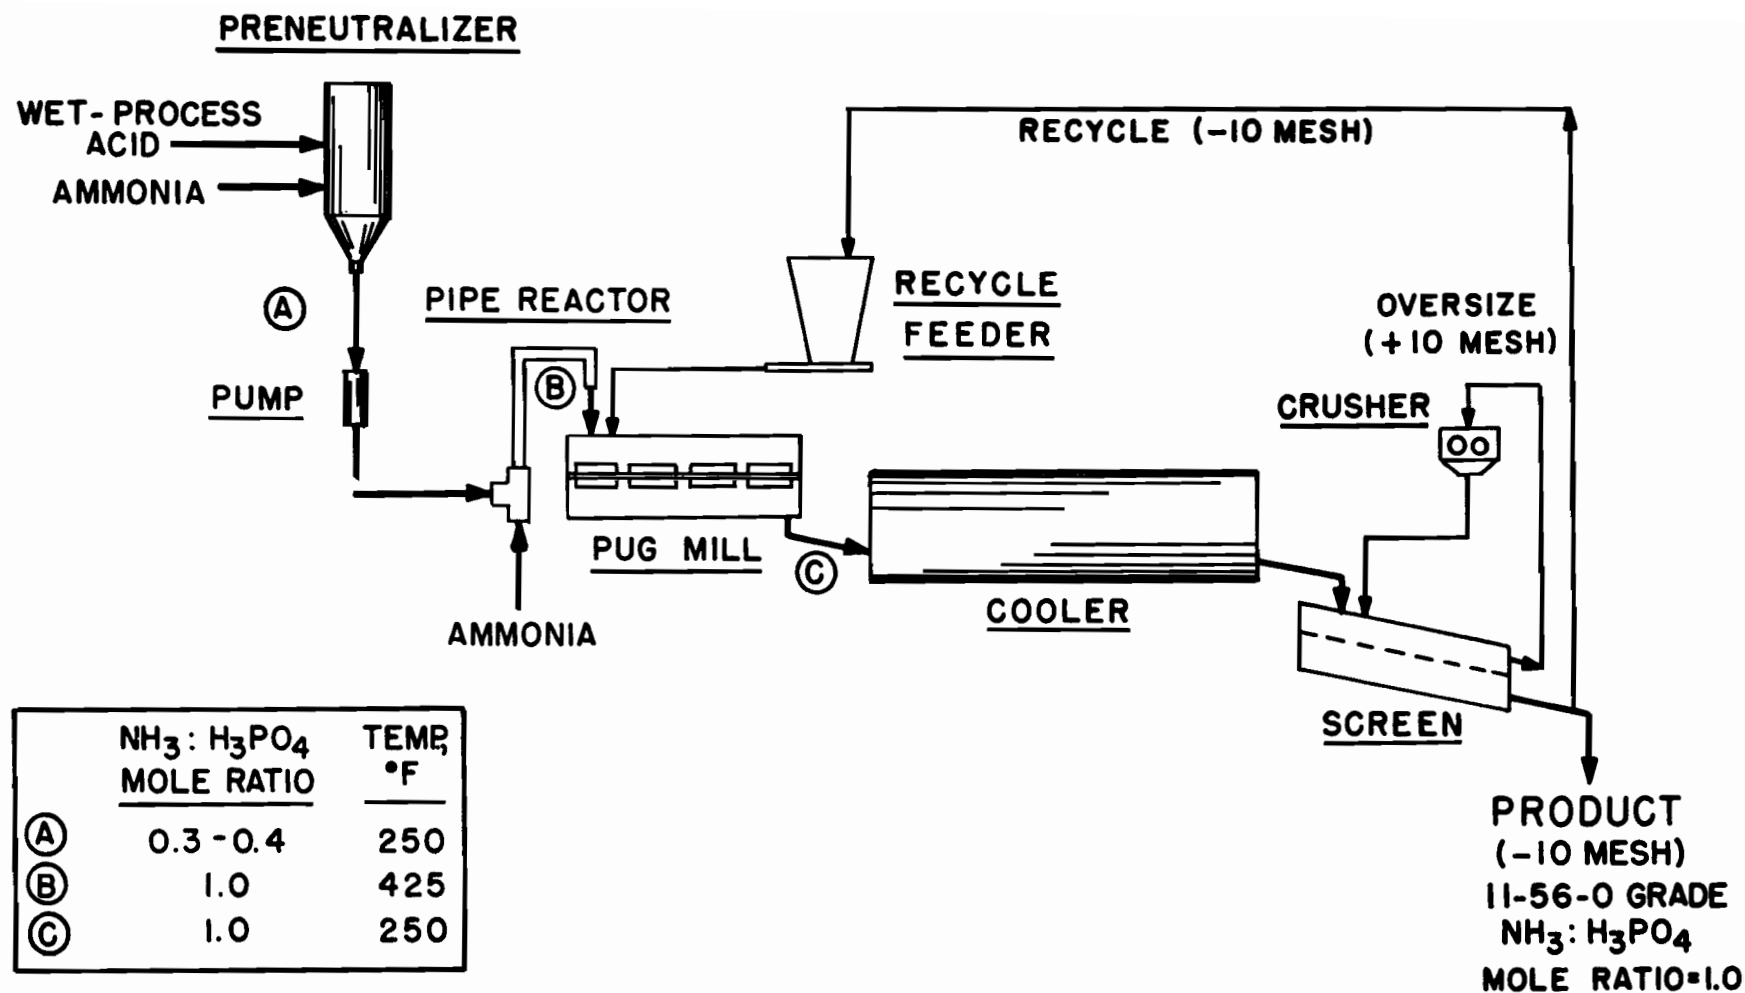 PRENEUTRALIZER
WET-PROCESS
ACID
AMMONIA
RECYCLE (-10 MESH)
A
PIPE REACTOR
RECYCLE
FEEDER
OVERSIZE
(+10 MESH)
PUMP
B
CRUSHER
PUG MILL
C
COOLER
AMMONIA
SCREEN
NH3: H3PO4 TEMP,
MOLE RATIO °F
A 0.3-0.4 250
B 1.0 425
C 1.0 250
PRODUCT
(-10 MESH)
11-56-0 GRADE
NH3: H3PO4
MOLE RATIO=1.0